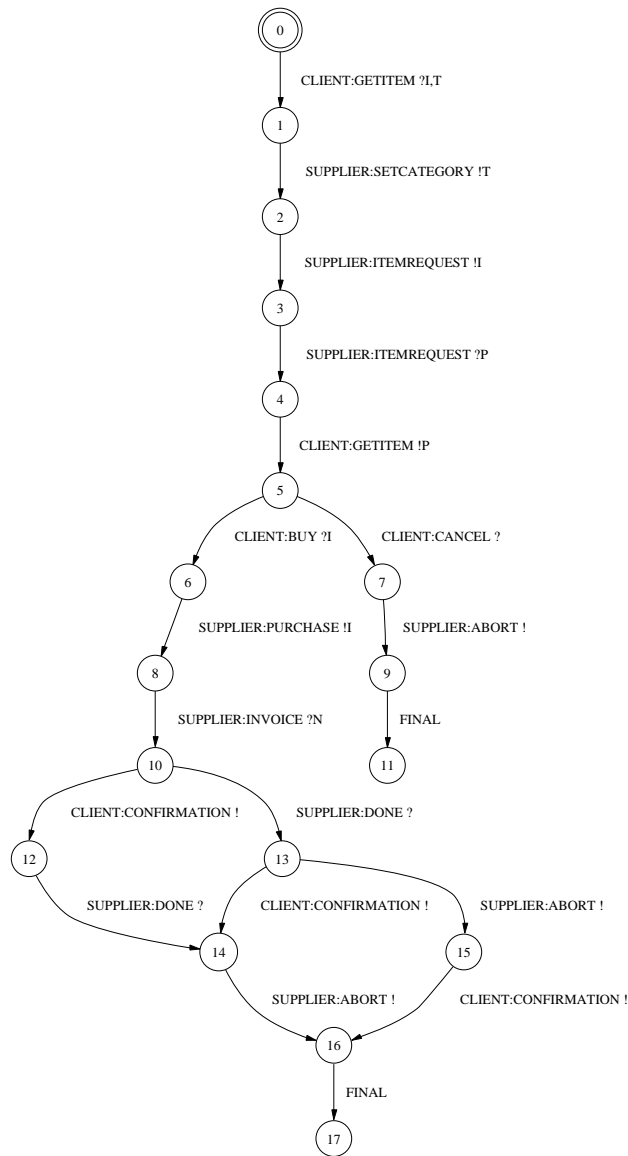 0
CLIENT:GETITEM ?I,T
1
SUPPLIER:SETCATEGORY !T
2
SUPPLIER:ITEMREQUEST !I
3
SUPPLIER:ITEMREQUEST ?P
4
CLIENT:GETITEM !P
5
CLIENT:BUY ?I
CLIENT:CANCEL ?
6
7
SUPPLIER:PURCHASE !I
SUPPLIER:ABORT !
8
9
SUPPLIER:INVOICE ?N
FINAL
10
11
CLIENT:CONFIRMATION !
SUPPLIER:DONE ?
12
13
SUPPLIER:DONE ?
CLIENT:CONFIRMATION !
SUPPLIER:ABORT !
14
15
SUPPLIER:ABORT !
CLIENT:CONFIRMATION !
16
FINAL
17